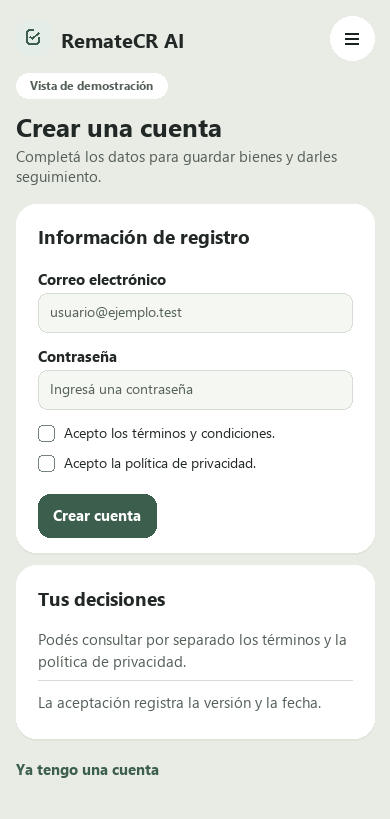 RemateCR AI
Vista de demostración
Crear una cuenta
Completá los datos para guardar bienes y darles
seguimiento.
Información de registro
Correo electrónico
usuario@ejemplo.test
Contraseña
Ingresá una contraseña
Acepto los términos y condiciones.
Acepto la política de privacidad.
Crear cuenta
Tus decisiones
Podés consultar por separado los términos y la
política de privacidad.
La aceptación registra la versión y la fecha.
Ya tengo una cuenta